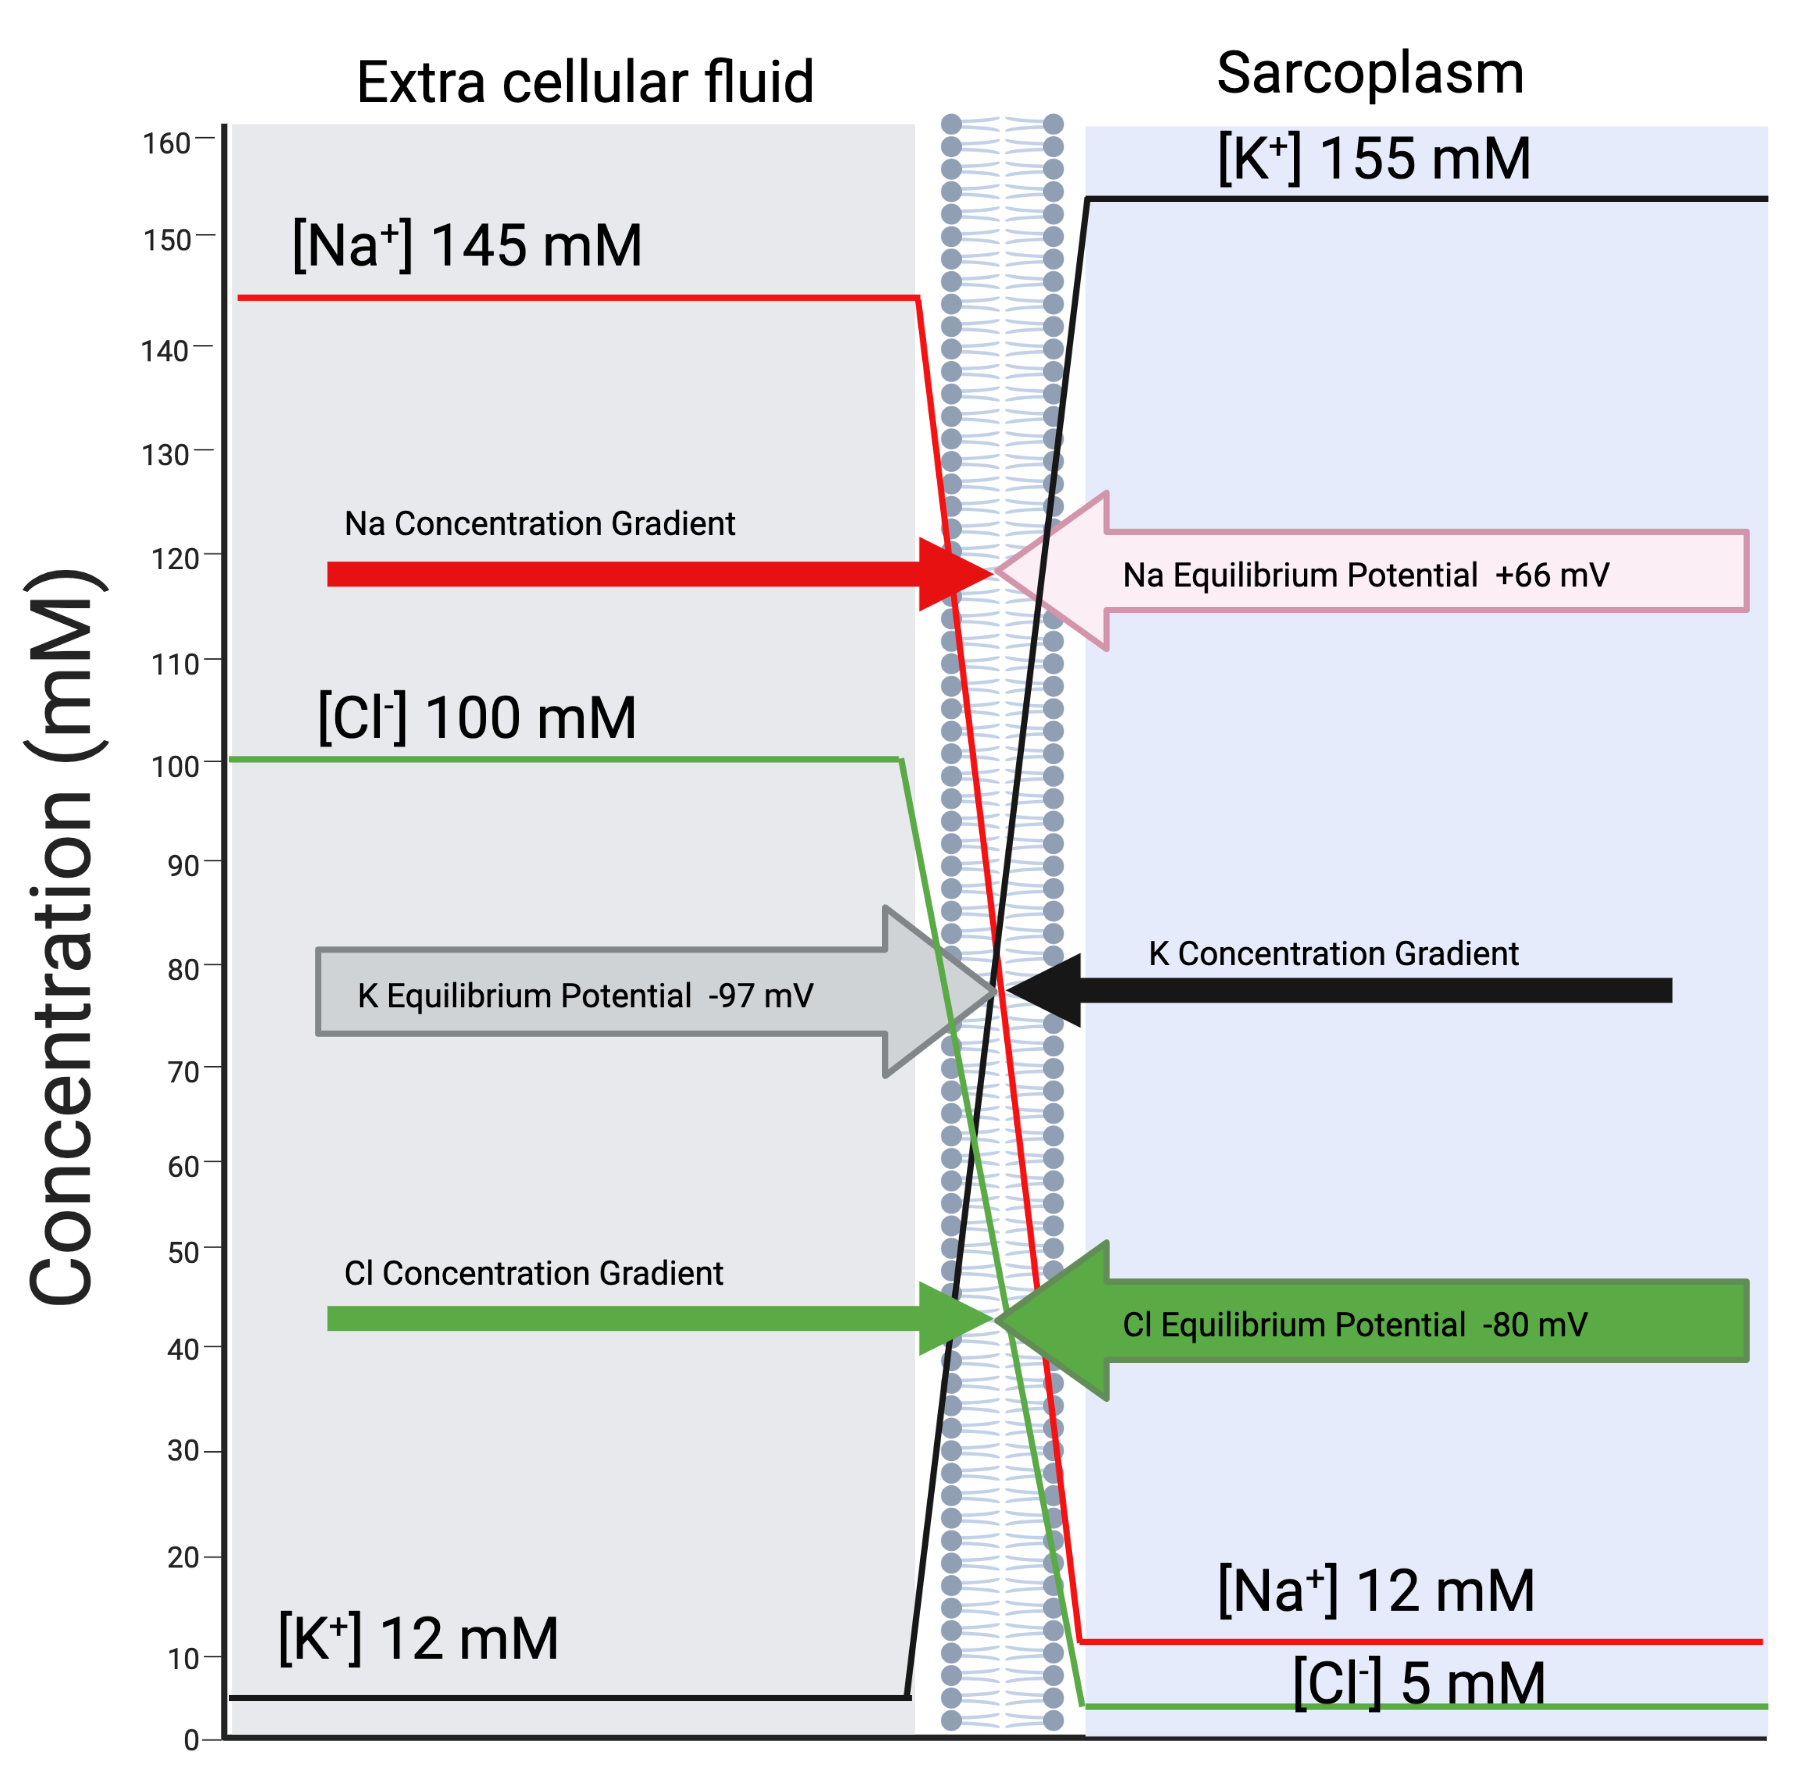 Extra cellular fluid
Sarcoplasm
Concentration (mM)
160
150
140
130
120
110
100
90
80
70
60
50
40
30
20
10
0
[K⁺] 155 mM
[Na⁺] 145 mM
Na Concentration Gradient
Na Equilibrium Potential +66 mV
[Cl⁻] 100 mM
K Concentration Gradient
K Equilibrium Potential -97 mV
Cl Concentration Gradient
Cl Equilibrium Potential -80 mV
[Na⁺] 12 mM
[K⁺] 12 mM
[Cl⁻] 5 mM